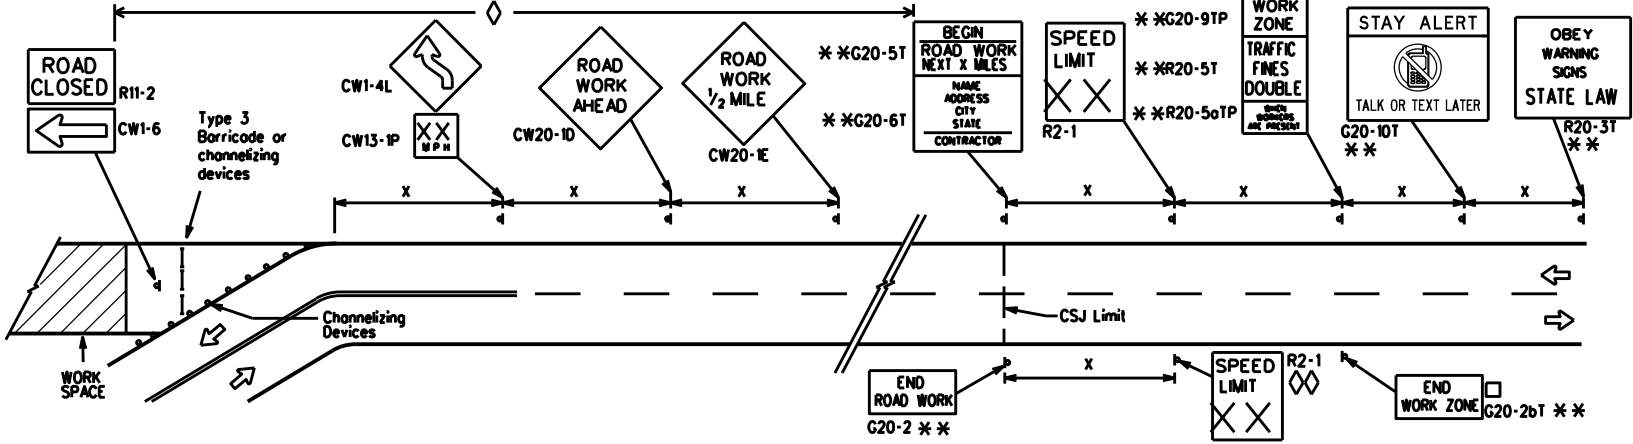 ROAD
CLOSED
R11-2
CW1-6
Type 3
Barricade or
channelizing
devices
CW1-4L
XX
MPH
CW13-1P
ROAD
WORK
AHEAD
CW20-1D
ROAD
WORK
1/2 MILE
CW20-1E
* *G20-5T
* *G20-6T
BEGIN
ROAD WORK
NEXT X MILES
NAME
ADDRESS
CITY
STATE
CONTRACTOR
SPEED
LIMIT
X X
R2-1
* *G20-9TP
* *R20-5T
* *R20-5aTP
WORK
ZONE
TRAFFIC
FINES
DOUBLE
WHEN
WORKERS
ARE PRESENT
STAY ALERT
TALK OR TEXT LATER
G20-10T
* *
OBEY
WARNING
SIGNS
STATE LAW
R20-3T
* *
X X X X X X X
Channelizing
Devices
WORK
SPACE
CSJ Limit
X
END
ROAD WORK
G20-2 * *
SPEED
LIMIT
X X
R2-1
END
WORK ZONE
G20-2bT * *